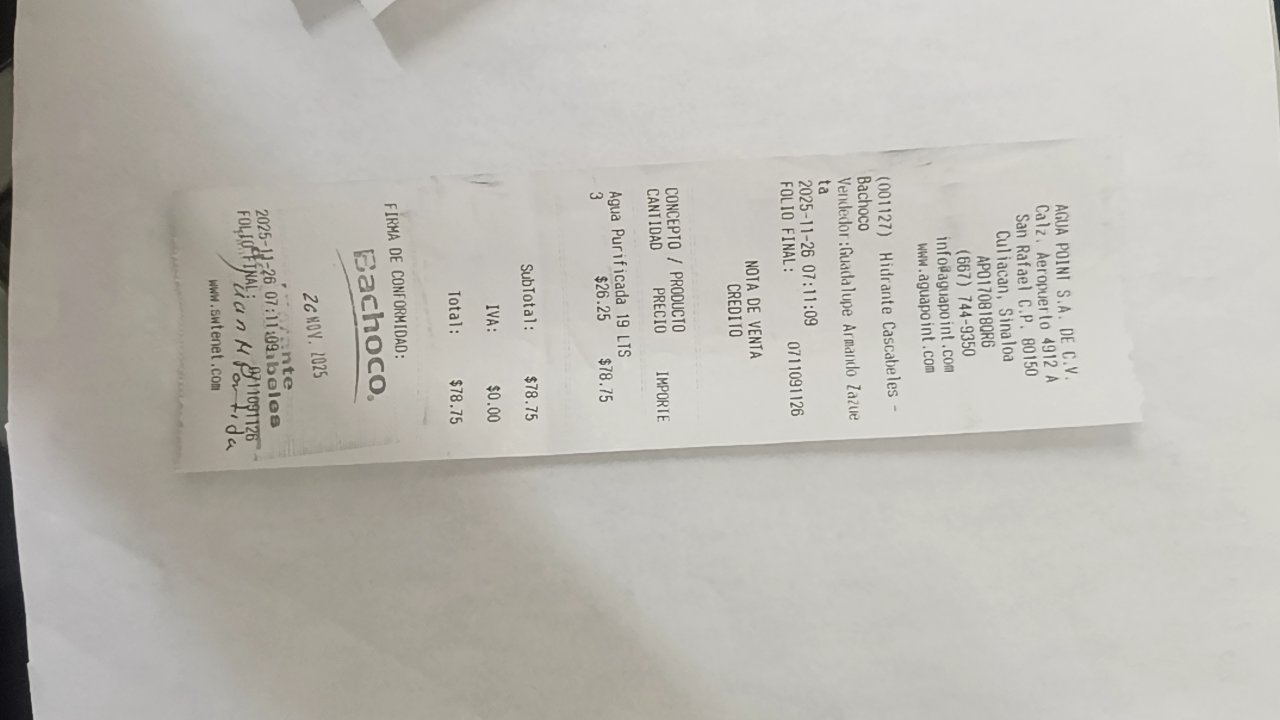 AGUA POINT S.A. DE C.V.
Calz. Aeropuerto 4912 A
San Rafael C.P. 80150
Culiacan, Sinaloa
APO170818QR6
(667) 744-9350
info@aguapoint.com
www.aguapoint.com
(001127) Hidrante Cascabeles -
Bachoco
Vendedor:Guadalupe Armando Zazue
ta
2025-11-26 07:11:09
FOLIO FINAL: 0711091126
NOTA DE VENTA
CREDITO
CONCEPTO / PRODUCTO
CANTIDAD PRECIO IMPORTE
Agua Purificada 19 LTS
3 $26.25 $78.75
SubTotal: $78.75
IVA: $0.00
Total: $78.75
FIRMA DE CONFORMIDAD:
Bachoco.
26 NOV. 2025
2025-11-26 07:11:09
FOLIO FINAL: 0711091126
www.swtenet.com